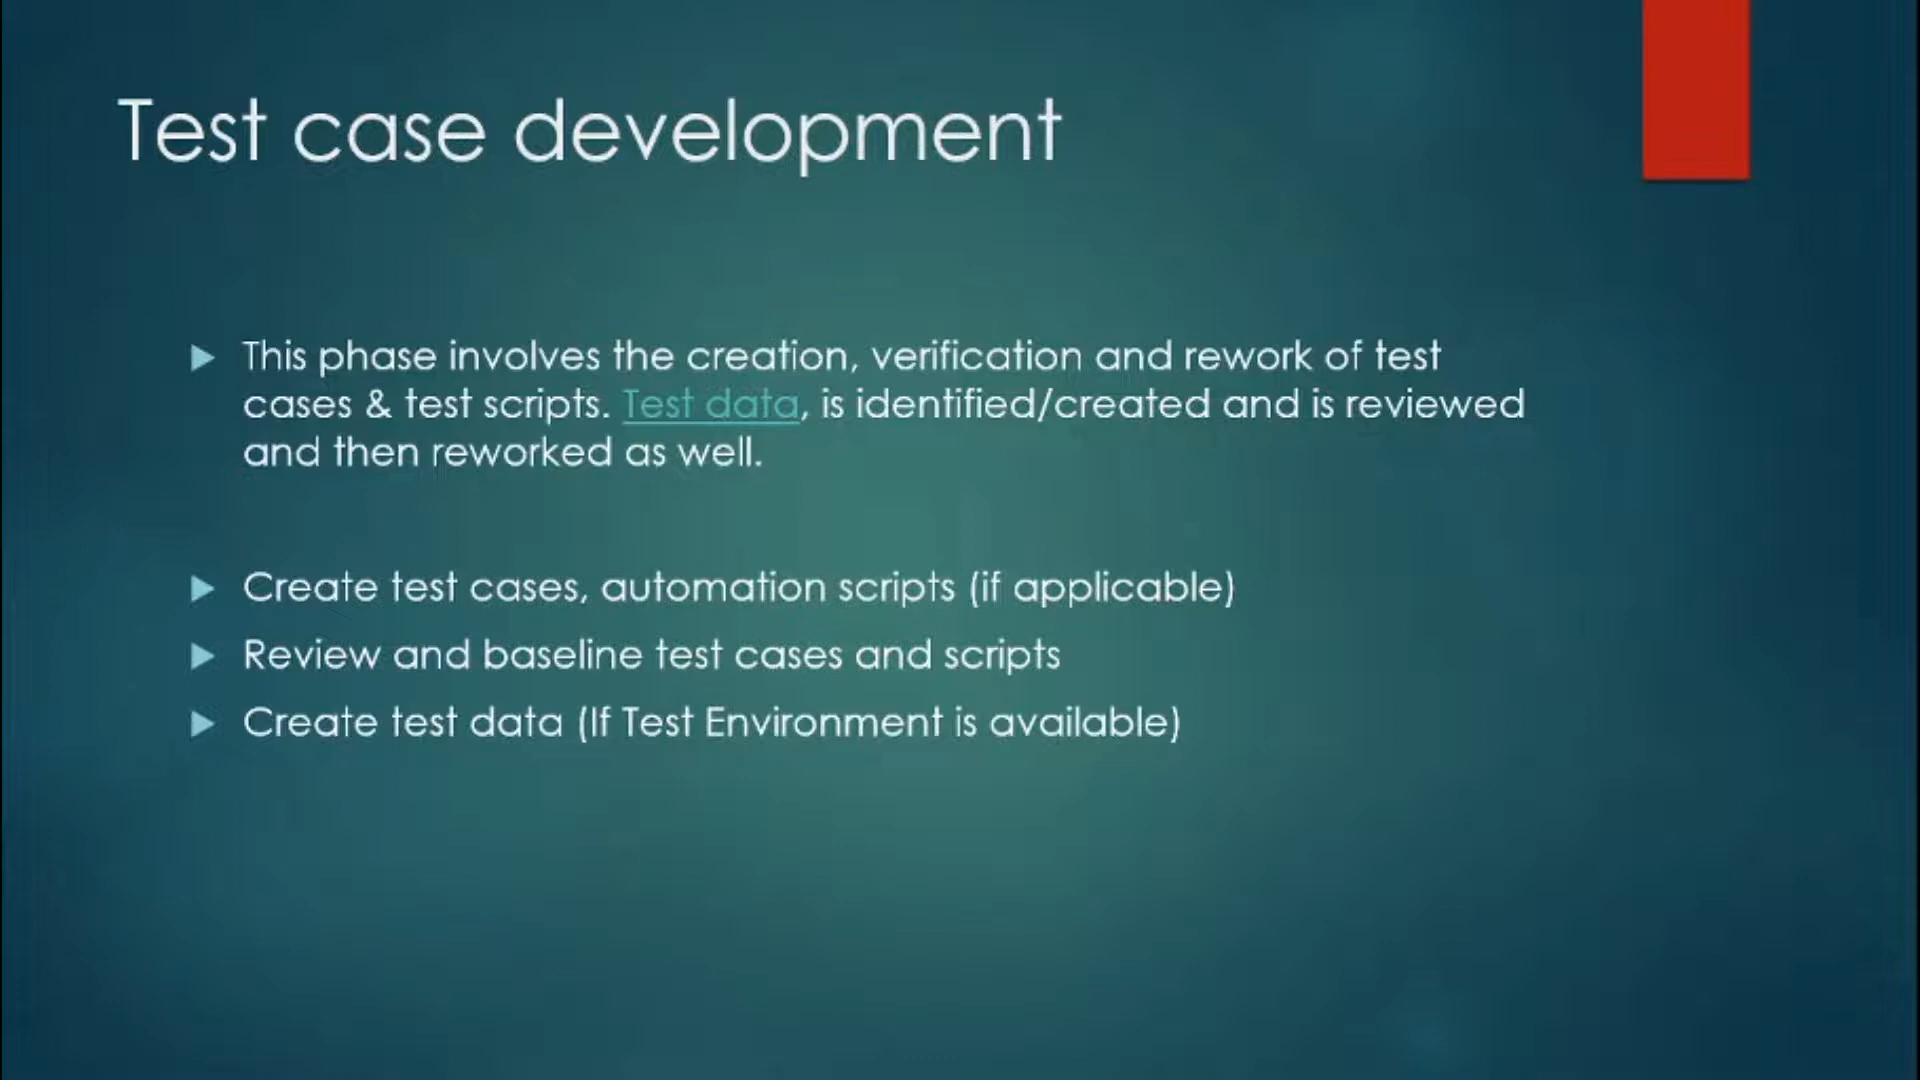 Test case development
This phase involves the creation, verification and rework of test
cases & test scripts. Test data, is identified/created and is reviewed
and then reworked as well.
Create test cases, automation scripts (if applicable)
Review and baseline test cases and scripts
Create test data (If Test Environment is available)